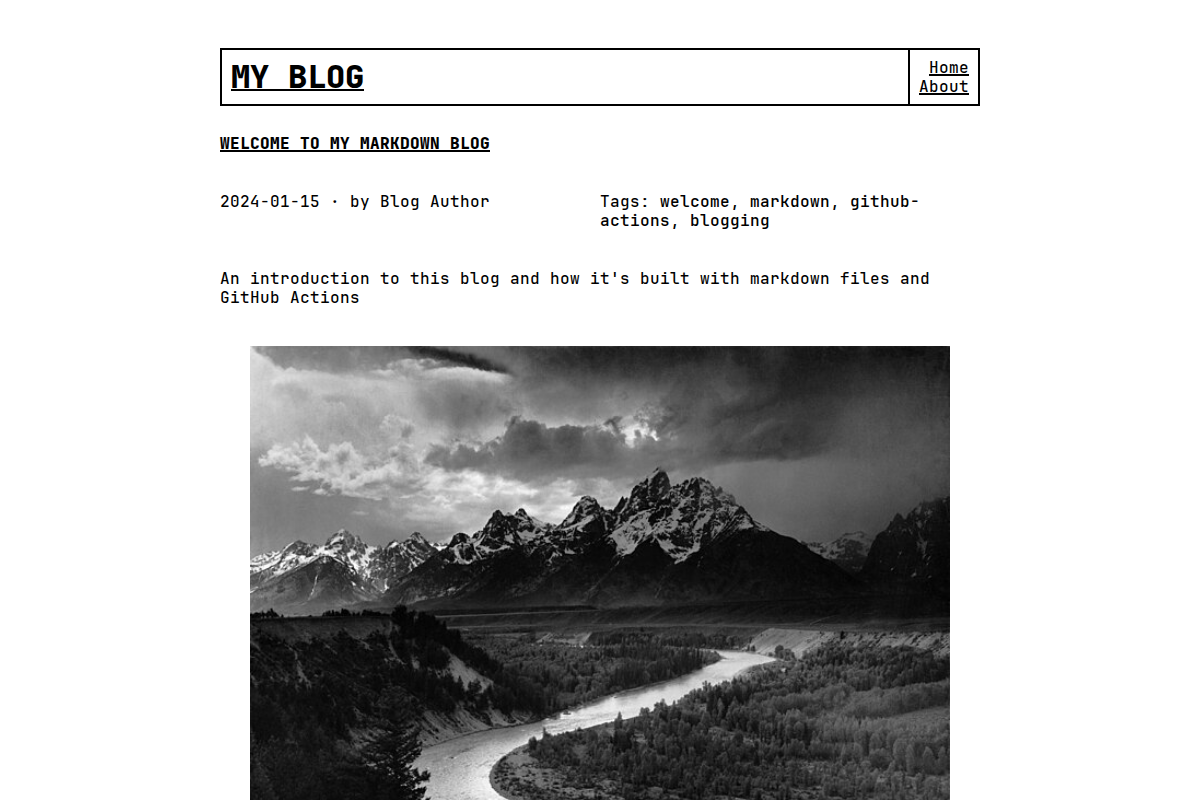 MY BLOG
Home
About
WELCOME TO MY MARKDOWN BLOG
2024-01-15 · by Blog Author
Tags: welcome, markdown, github-
actions, blogging
An introduction to this blog and how it's built with markdown files and
GitHub Actions